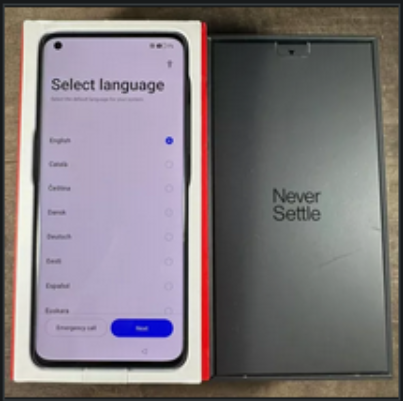 Select language
Select the default language for your system
English
Català
Čeština
Dansk
Deutsch
Eesti
Español
Euskara
Emergency call
Next
Never
Settle